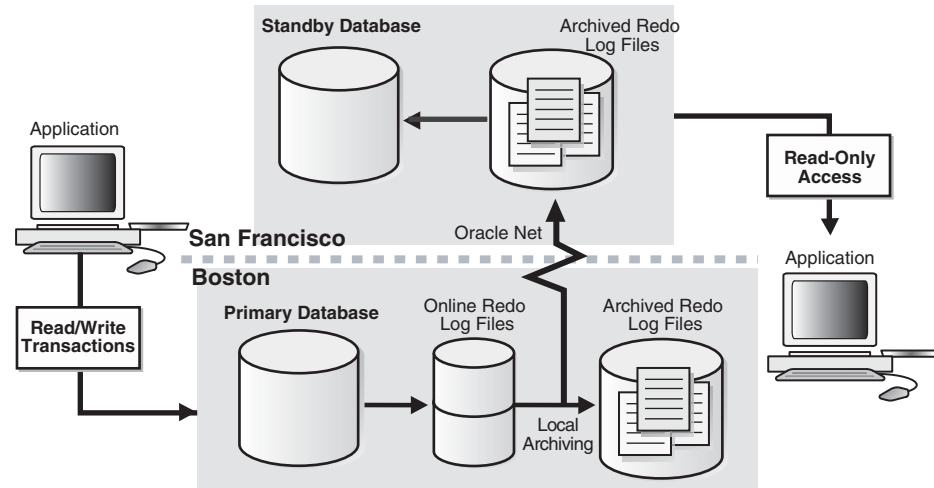 Standby Database
Archived Redo
Log Files
Application
Read-Only
Access
San Francisco
Oracle Net
Application
Boston
Read/Write
Transactions
Primary Database
Online Redo
Log Files
Archived Redo
Log Files
Local
Archiving